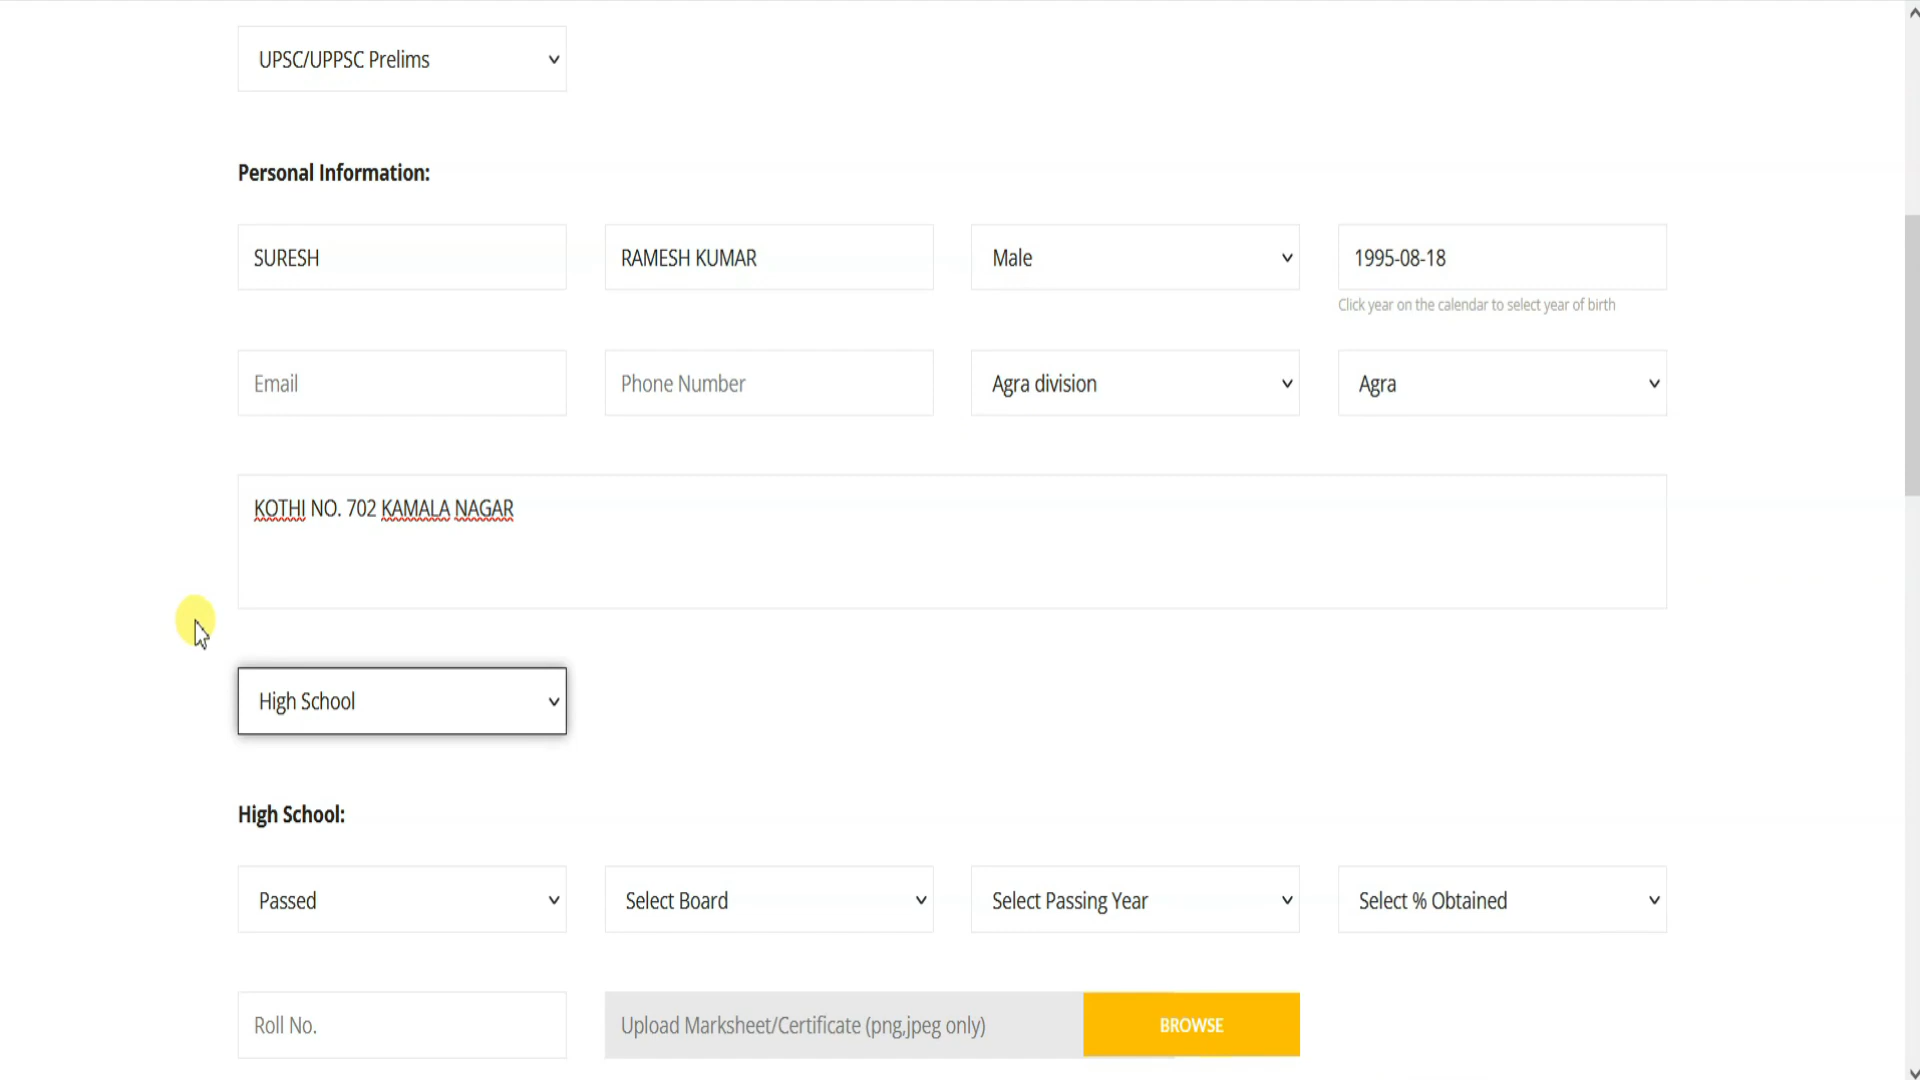 UPSC/UPPSC Prelims
Personal Information:
SURESH
RAMESH KUMAR
Male
1995-08-18
Click year on the calendar to select year of birth
Email
Phone Number
Agra division
Agra
KOTHI NO. 702 KAMALA NAGAR
High School
High School:
Passed
Select Board
Select Passing Year
Select % Obtained
Roll No.
Upload Marksheet/Certificate (png,jpeg only)
BROWSE